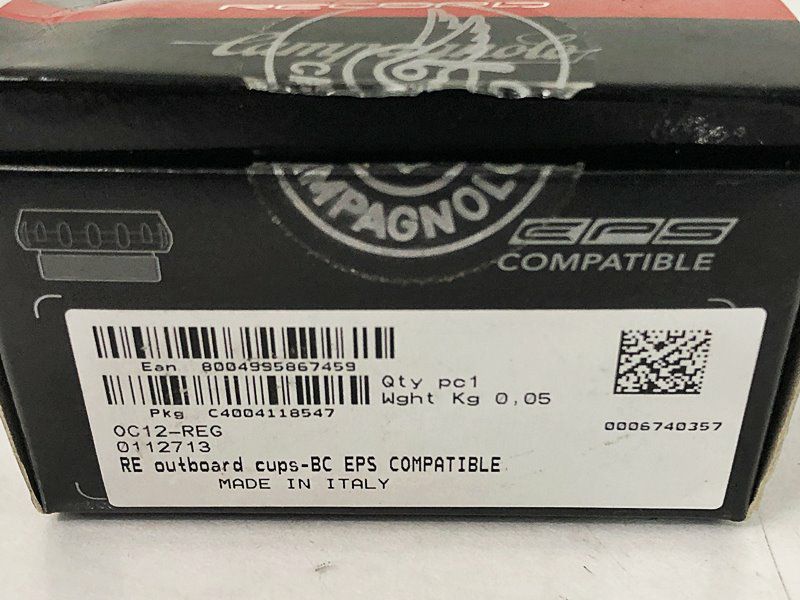 RECORD
Campagnolo
CAMPAGNOLO
EPS
COMPATIBLE
Ean 8004995867459
Pkg C4004118547
Qty pc1
Wght Kg 0,05
0006740357
OC12-REG
0112713
RE outboard cups-BC EPS COMPATIBLE
MADE IN ITALY